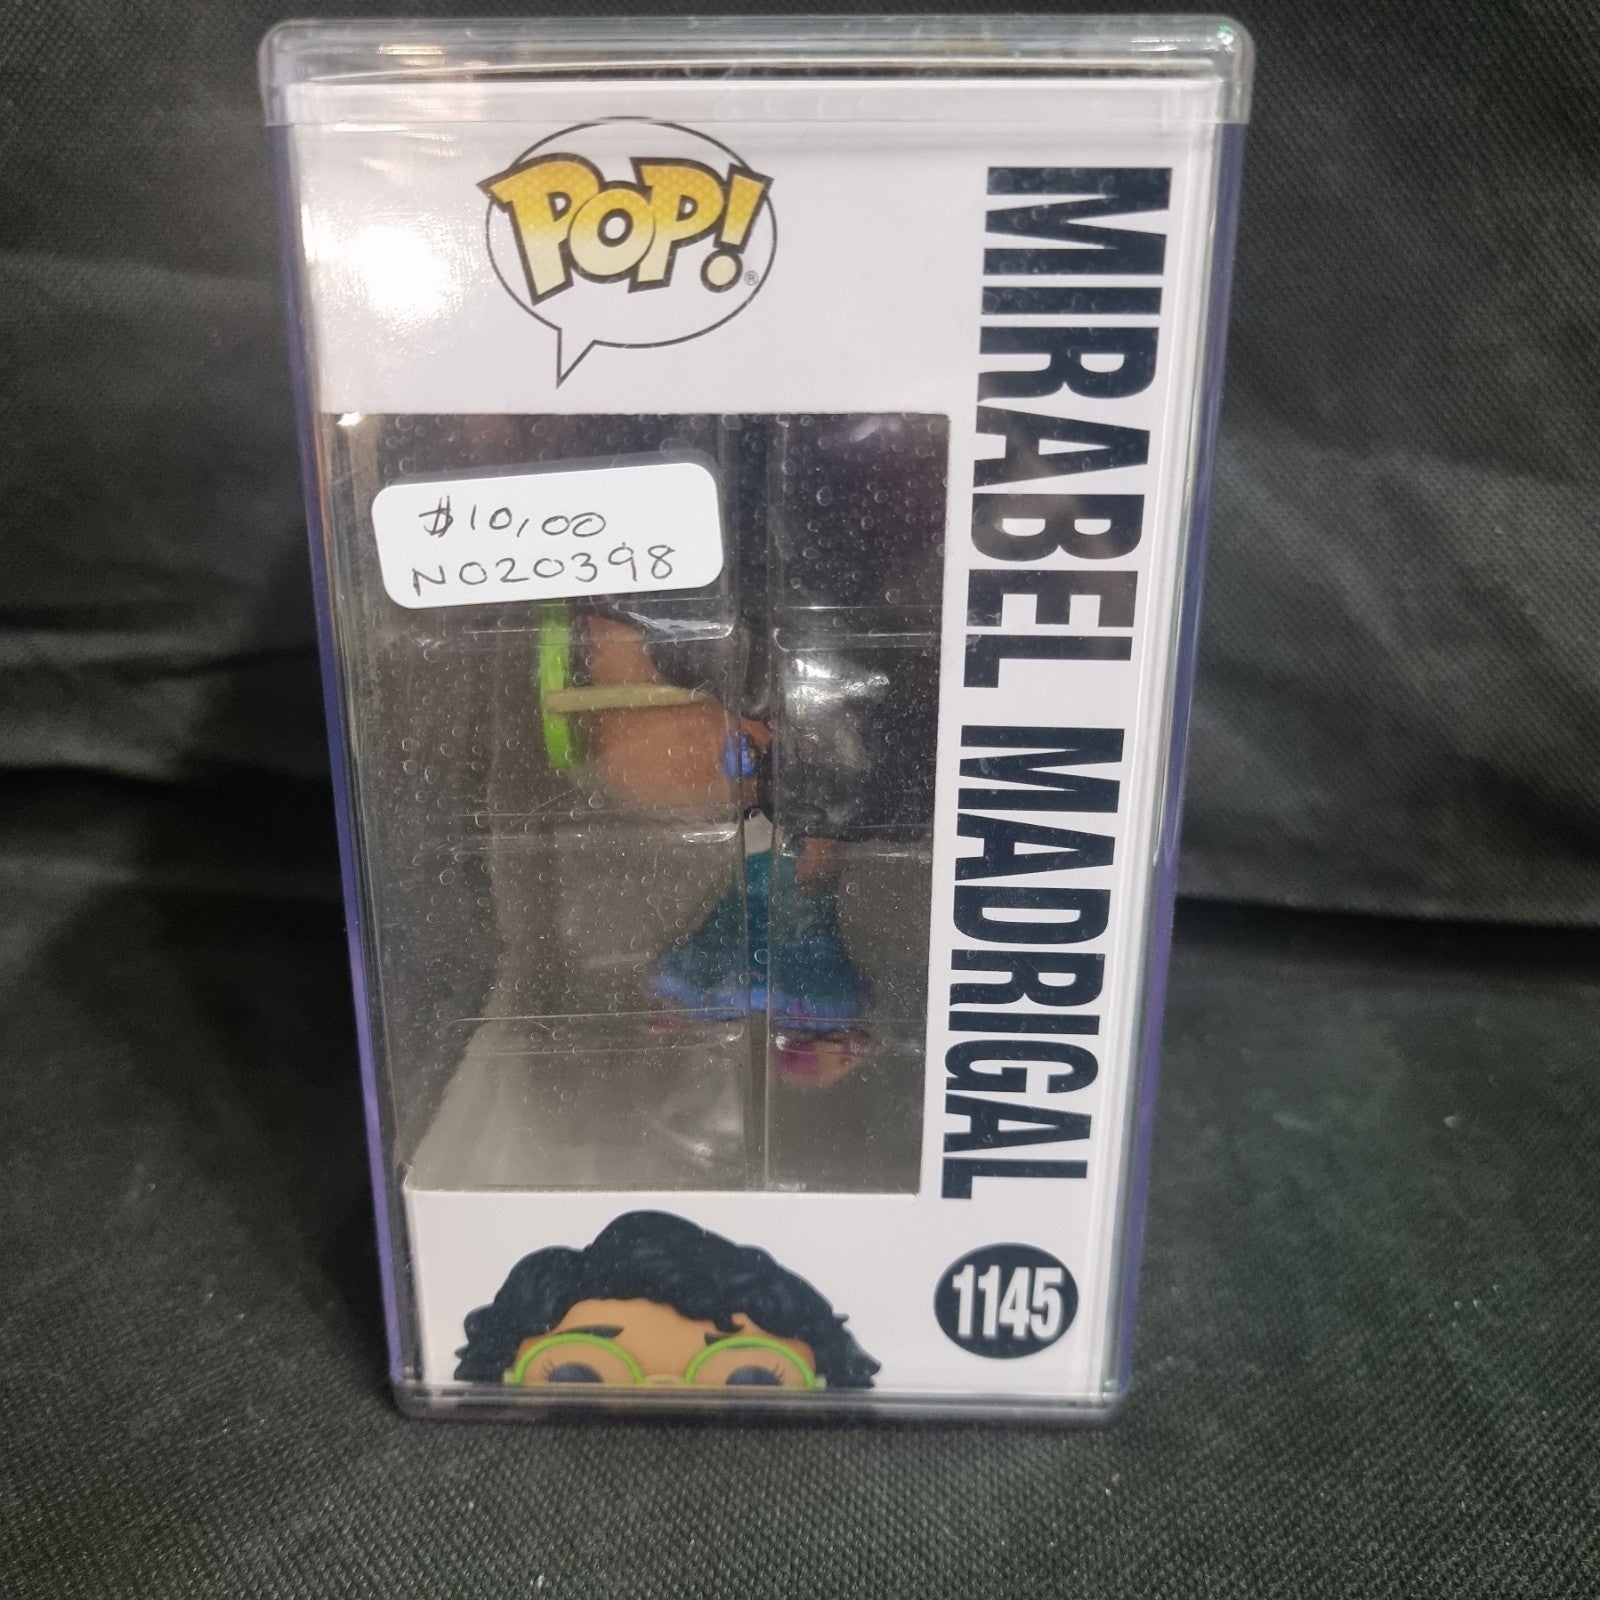 POP!®
$10,00
N020398
MIRABEL MADRIGAL
1145